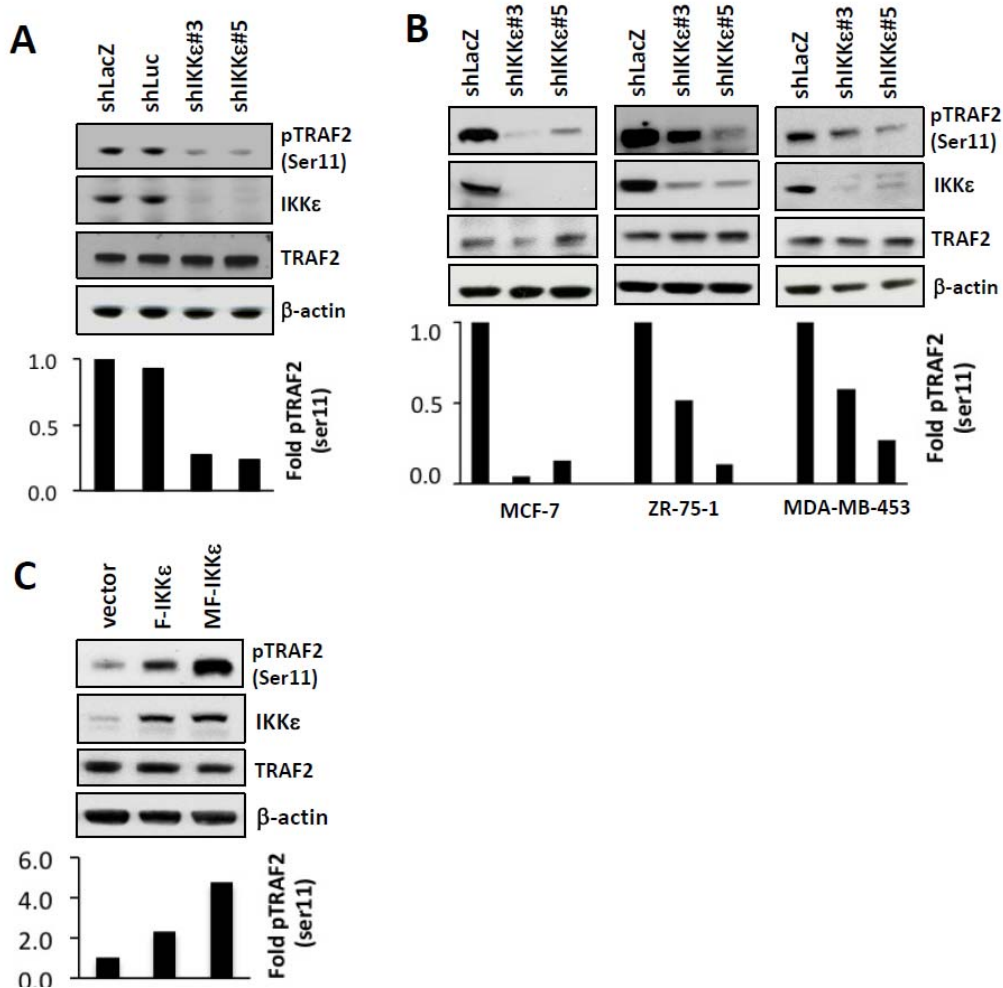 A
shLacZ
shLuc
shIKKε#3
shIKKε#5
pTRAF2
(Ser11)
IKKε
TRAF2
β-actin
1.0
0.5
0.0
Fold pTRAF2
(ser11)
B
shLacZ
shIKKε#3
shIKKε#5
shLacZ
shIKKε#3
shIKKε#5
shLacZ
shIKKε#3
shIKKε#5
pTRAF2
(Ser11)
IKKε
TRAF2
β-actin
1.0
0.5
0.0
Fold pTRAF2
(ser11)
MCF-7
ZR-75-1
MDA-MB-453
C
vector
F-IKKε
MF-IKKε
pTRAF2
(Ser11)
IKKε
TRAF2
β-actin
6.0
4.0
2.0
0.0
Fold pTRAF2
(ser11)